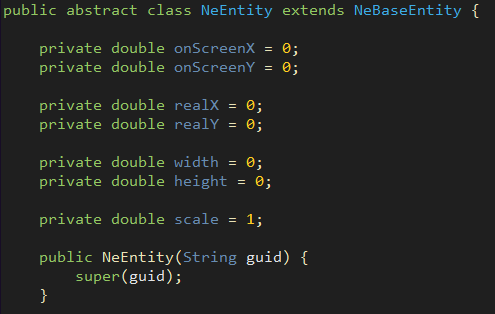 public abstract class NeEntity extends NeBaseEntity {
private double onScreenX = 0;
private double onScreenY = 0;
private double realX = 0;
private double realY = 0;
private double width = 0;
private double height = 0;
private double scale = 1;
public NeEntity(String guid) {
super(guid);
}